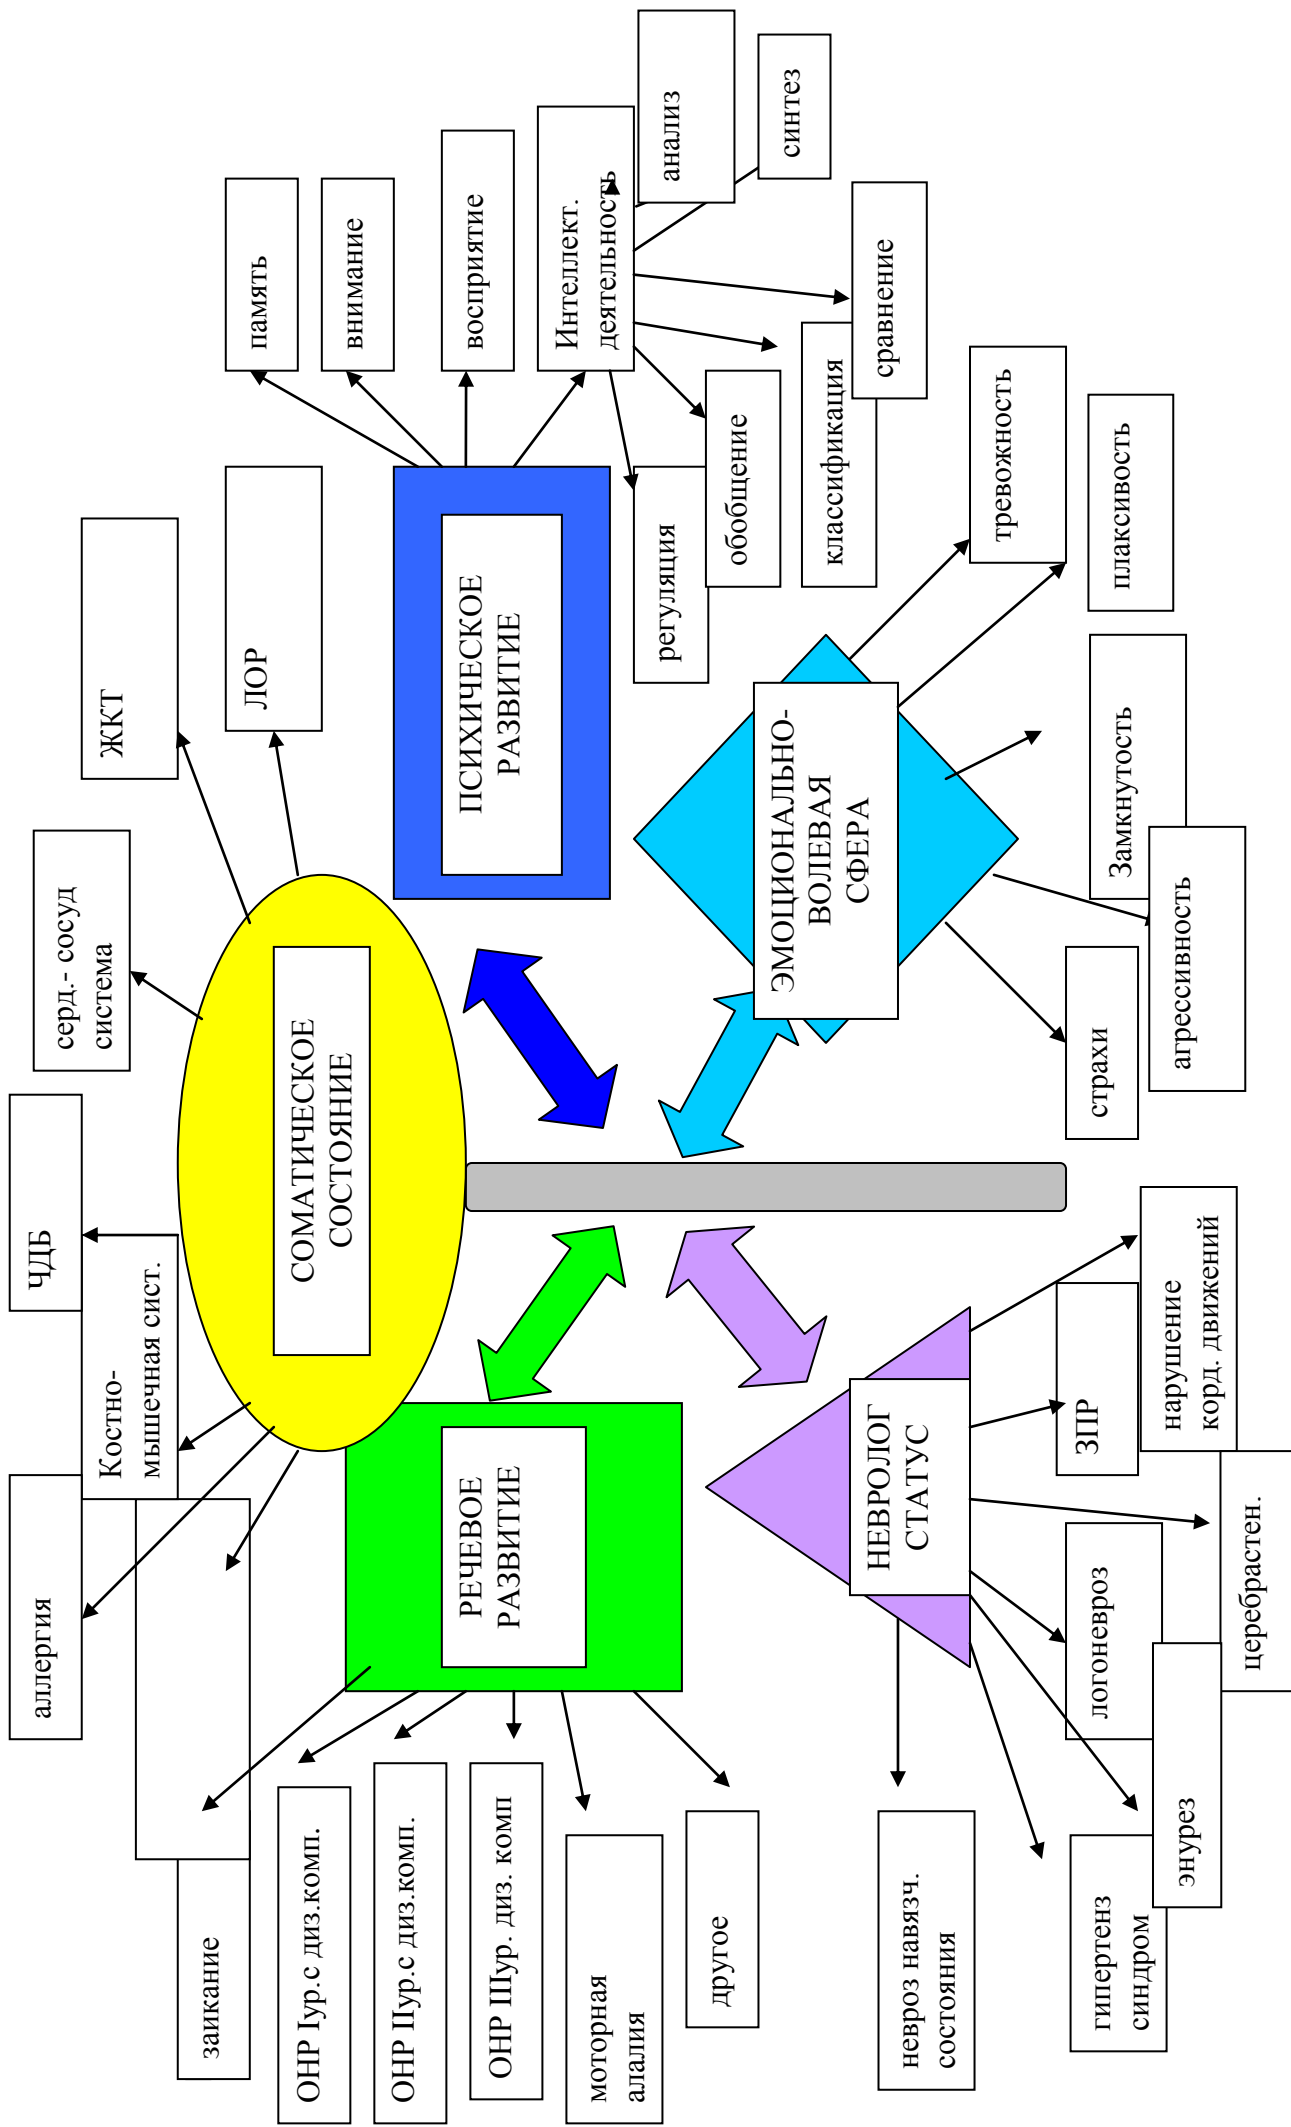 аллергия
Костно-
мышечная сист.
ЧДБ
серд.- сосуд
система
ЖКТ
ЛОР
СОМАТИЧЕСКОЕ
СОСТОЯНИЕ
заикание
ОНР Iур.с диз.комп.
ОНР IIур.с диз.комп.
ОНР IIIур. диз. комп
моторная
алалия
другое
РЕЧЕВОЕ
РАЗВИТИЕ
ПСИХИЧЕСКОЕ
РАЗВИТИЕ
память
внимание
восприятие
Интеллект.
деятельность
анализ
синтез
сравнение
классификация
обобщение
регуляция
НЕВРОЛОГ
СТАТУС
невроз навязч.
состояния
гипертенз
синдром
энурез
логоневроз
церебрастен.
ЗПР
нарушение
корд. движений
ЭМОЦИОНАЛЬНО-
ВОЛЕВАЯ
СФЕРА
страхи
агрессивность
Замкнутость
плаксивость
тревожность